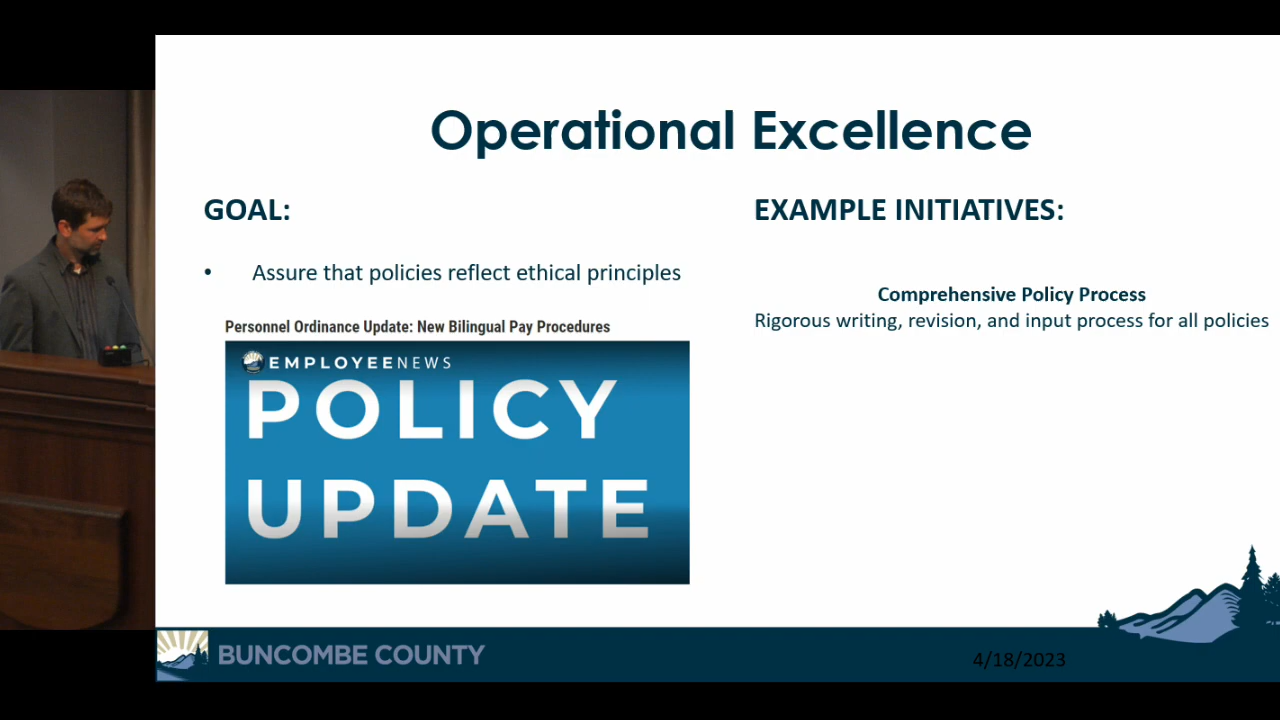 Operational Excellence
GOAL:
• Assure that policies reflect ethical principles
Personnel Ordinance Update: New Bilingual Pay Procedures
EMPLOYEENEWS
POLICY
UPDATE
EXAMPLE INITIATIVES:
Comprehensive Policy Process
Rigorous writing, revision, and input process for all policies
BUNCOMBE COUNTY
4/18/2023